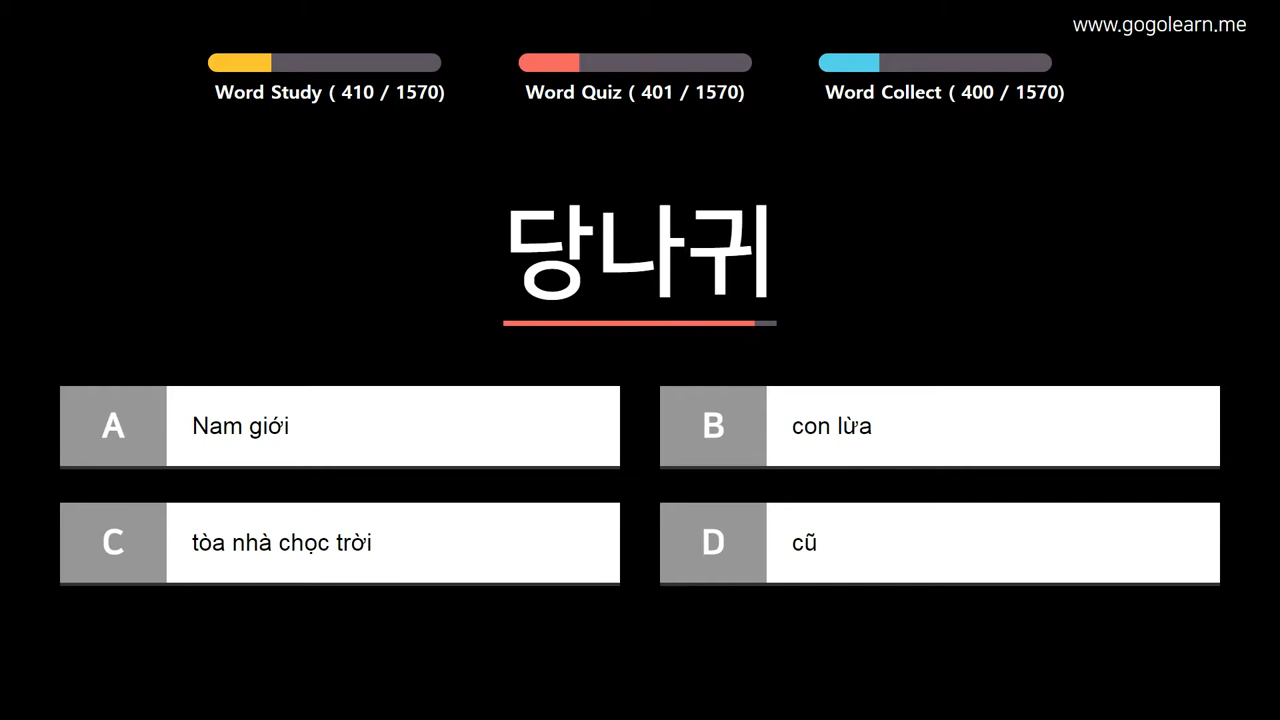 www.gogolearn.me
Word Study ( 410 / 1570)
Word Quiz ( 401 / 1570)
Word Collect ( 400 / 1570)
당나귀
A Nam giới
B con lừa
C tòa nhà chọc trời
D cũ